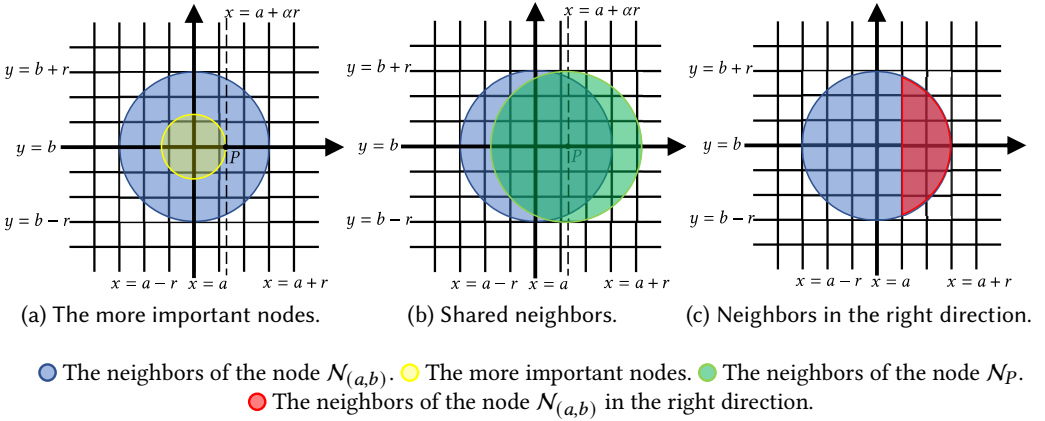 x = a + αr
y = b + r
y = b
P
y = b − r
x = a − r
x = a
x = a + r
(a) The more important nodes.
x = a + αr
y = b + r
y = b
P
y = b − r
x = a − r
x = a
x = a + r
(b) Shared neighbors.
y = b + r
y = b
y = b − r
x = a − r
x = a
x = a + r
(c) Neighbors in the right direction.
The neighbors of the node 𝒩(a,b). The more important nodes. The neighbors of the node 𝒩P.
The neighbors of the node 𝒩(a,b) in the right direction.